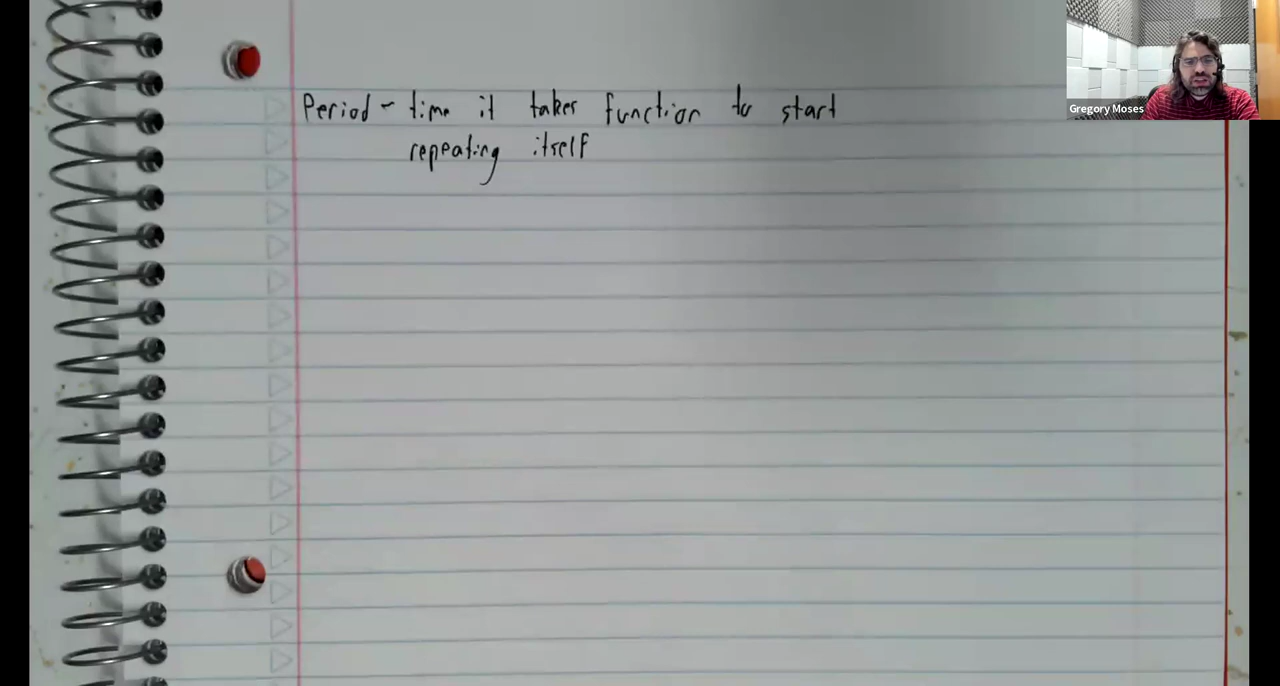 Gregory Moses
Period - time it takes function to start
repeating itself